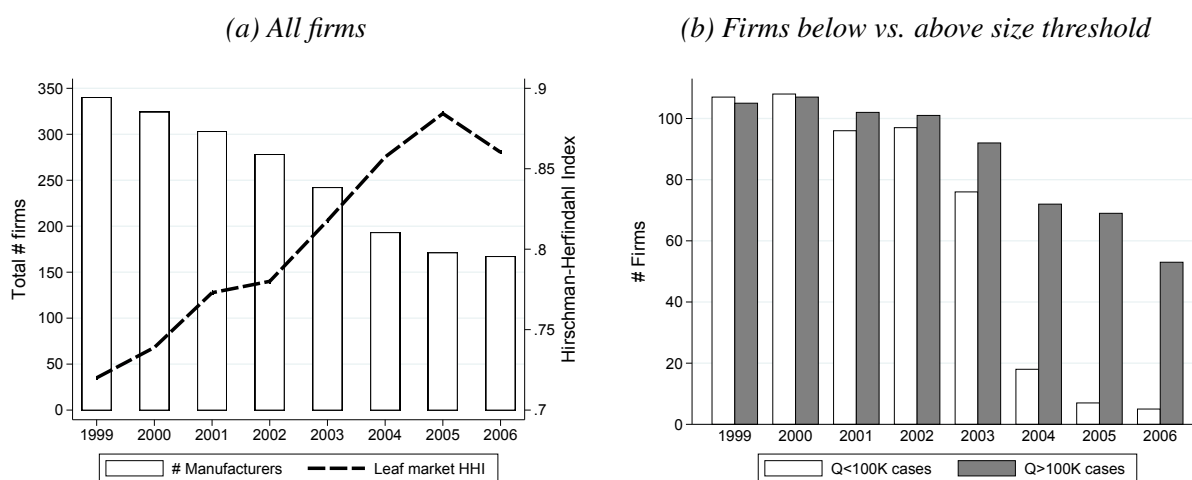 (a) All firms
350
300
250
200
150
100
50
0
Total # firms
.9
.85
.8
.75
.7
Hirschman-Herfindahl Index
1999 2000 2001 2002 2003 2004 2005 2006
# Manufacturers Leaf market HHI
(b) Firms below vs. above size threshold
100
80
60
40
20
0
# Firms
1999 2000 2001 2002 2003 2004 2005 2006
Q<100K cases Q>100K cases